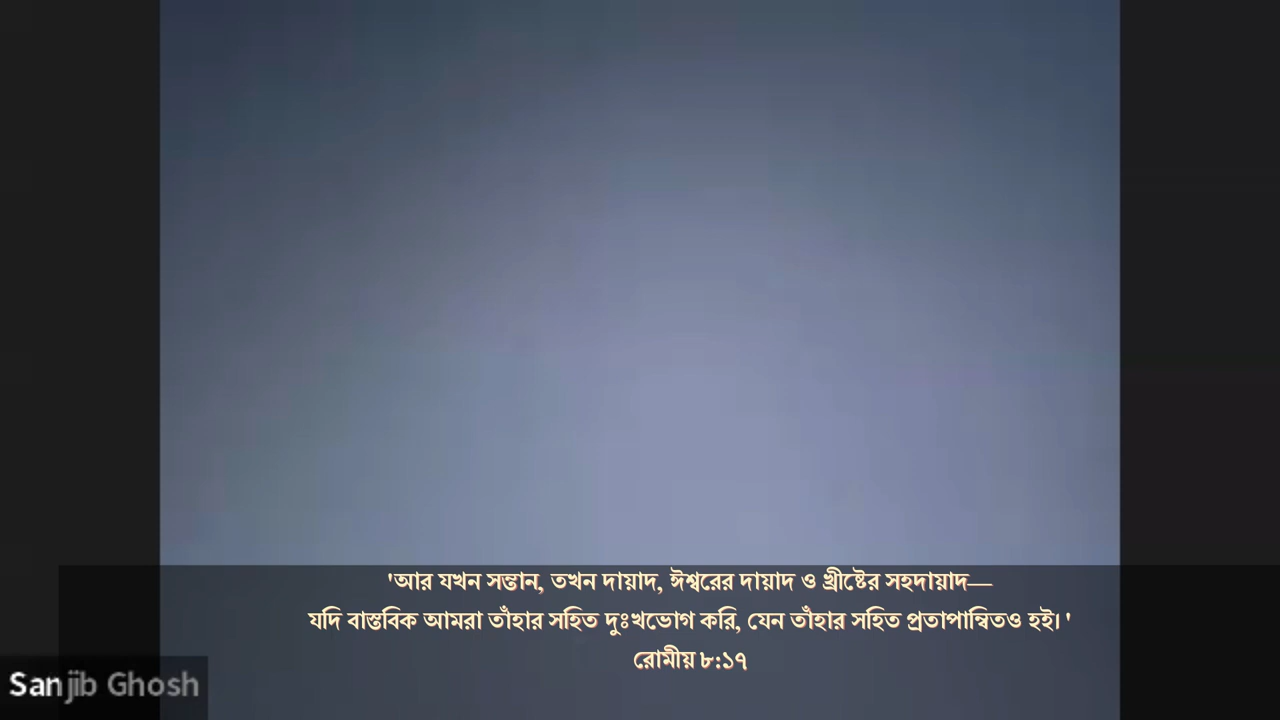 'আর যখন সন্তান, তখন দায়াদ, ঈশ্বরের দায়াদ ও খ্রীষ্টের সহদায়াদ—
যদি বাস্তবিক আমরা তাঁহার সহিত দুঃখভোগ করি, যেন তাঁহার সহিত প্রতাপান্বিতও হই। '
রোমীয় ৮:১৭
Sanjib Ghosh